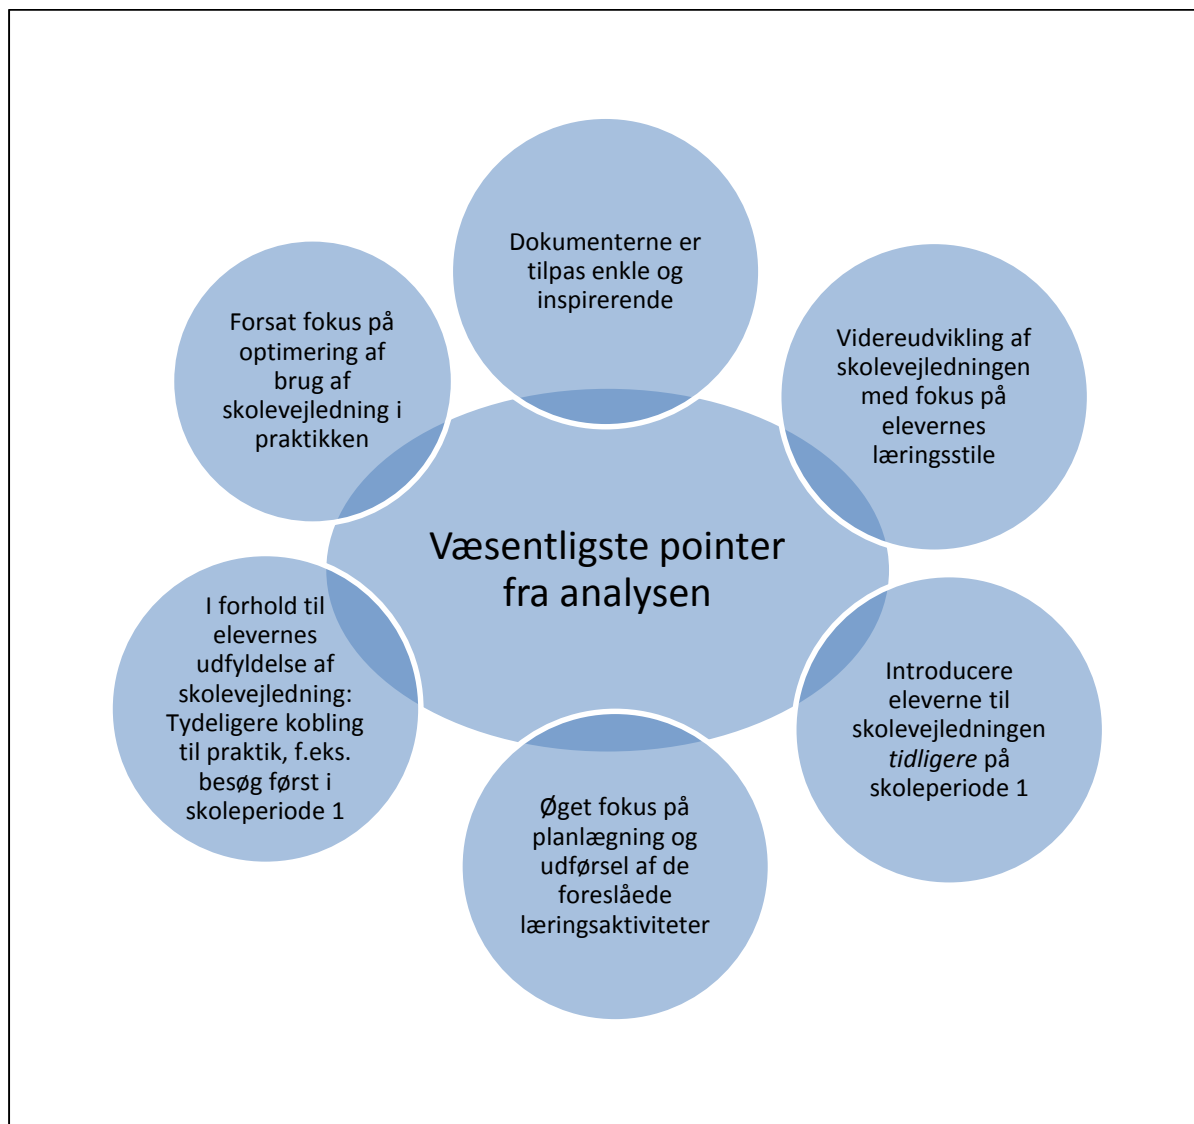 Dokumenterne er
tilpas enkle og
inspirerende
Videreudvikling af
skolevejledningen
med fokus på
elevernes
læringsstile
Introducere
eleverne til
skolevejledningen
tidligere på
skoleperiode 1
Øget fokus på
planlægning og
udførsel af de
foreslåede
læringsaktiviteter
I forhold til
elevernes
udfyldelse af
skolevejledning:
Tydeligere kobling
til praktik, f.eks.
besøg først i
skoleperiode 1
Forsat fokus på
optimering af
brug af
skolevejledning i
praktikken
Væsentligste pointer
fra analysen